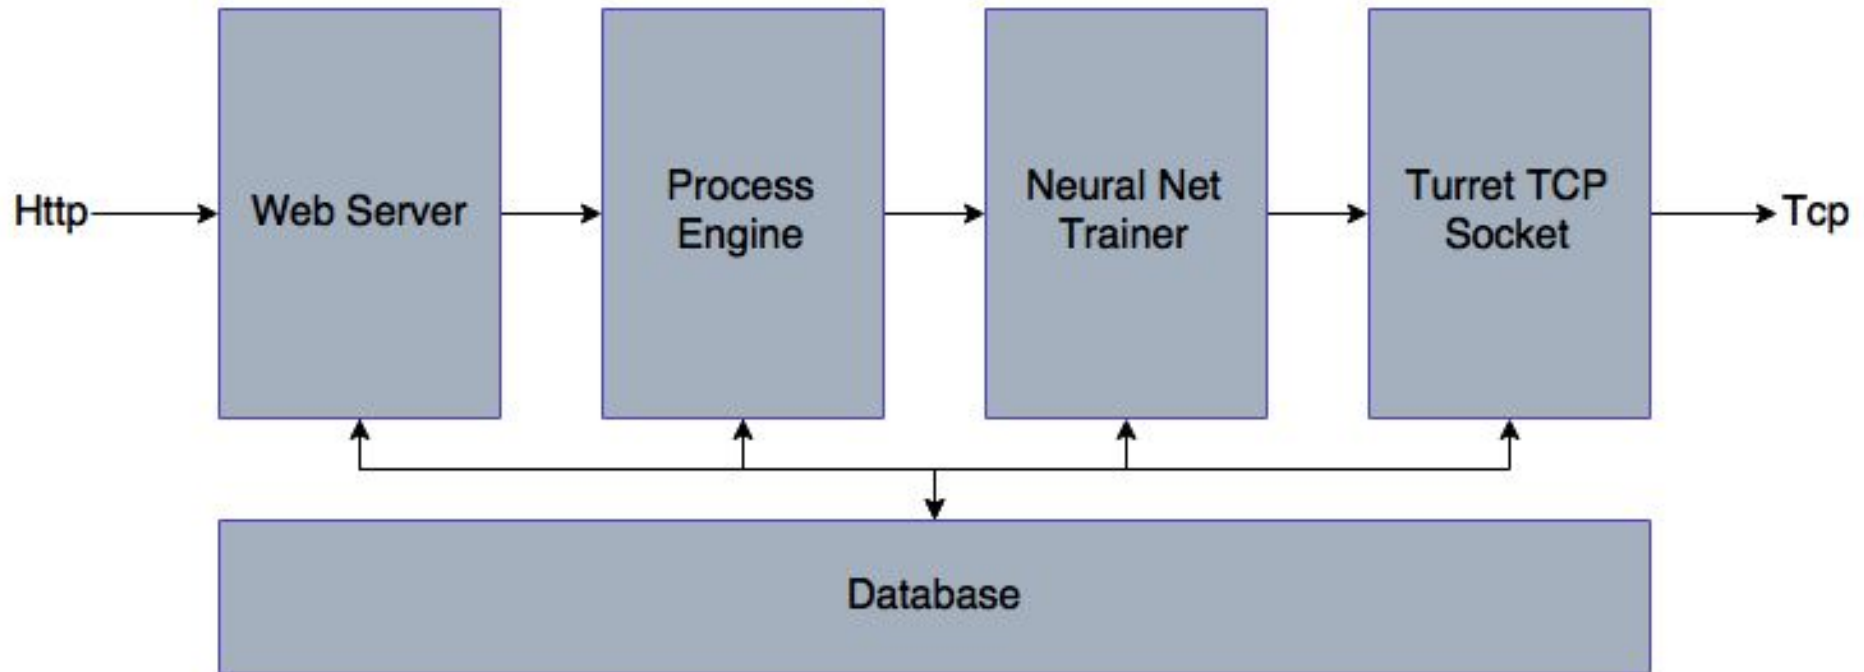 Http
Web Server
Process
Engine
Neural Net
Trainer
Turret TCP
Socket
Tcp
Database